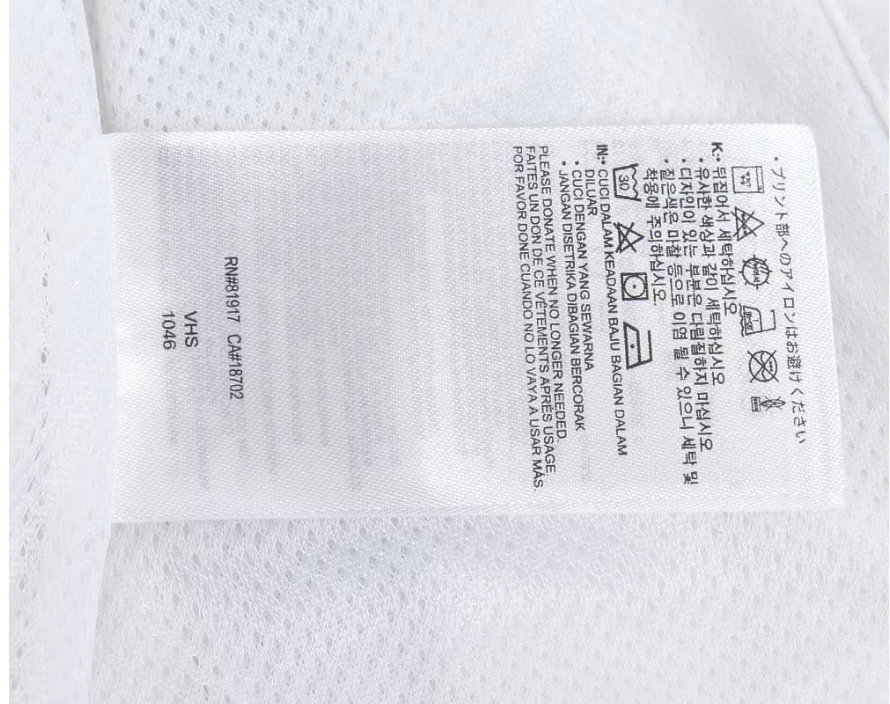 ・プリント部へのアイロンはお避けください
K:• 뒤집어서 세탁하십시오
• 유사한 색상과 같이 세탁하십시오
• 디자인이 있는 부분은 다림질하지 마십시오
• 짙은색은 마찰 등으로 이염 될 수 있으니 세탁 및
착용에 주의하십시오.
30
IN:• CUCI DALAM KEADAAN BAJU BAGIAN DALAM
DILUAR
• CUCI DENGAN YANG SEWARNA
• JANGAN DISETRIKA DIBAGIAN BERCORAK
PLEASE DONATE WHEN NO LONGER NEEDED.
FAITES UN DON DE CE VÊTEMENTS APRÈS USAGE.
POR FAVOR DONE CUANDO NO LO VAYA A USAR MÁS.
RN#81917 CA#18702
VHS
1046